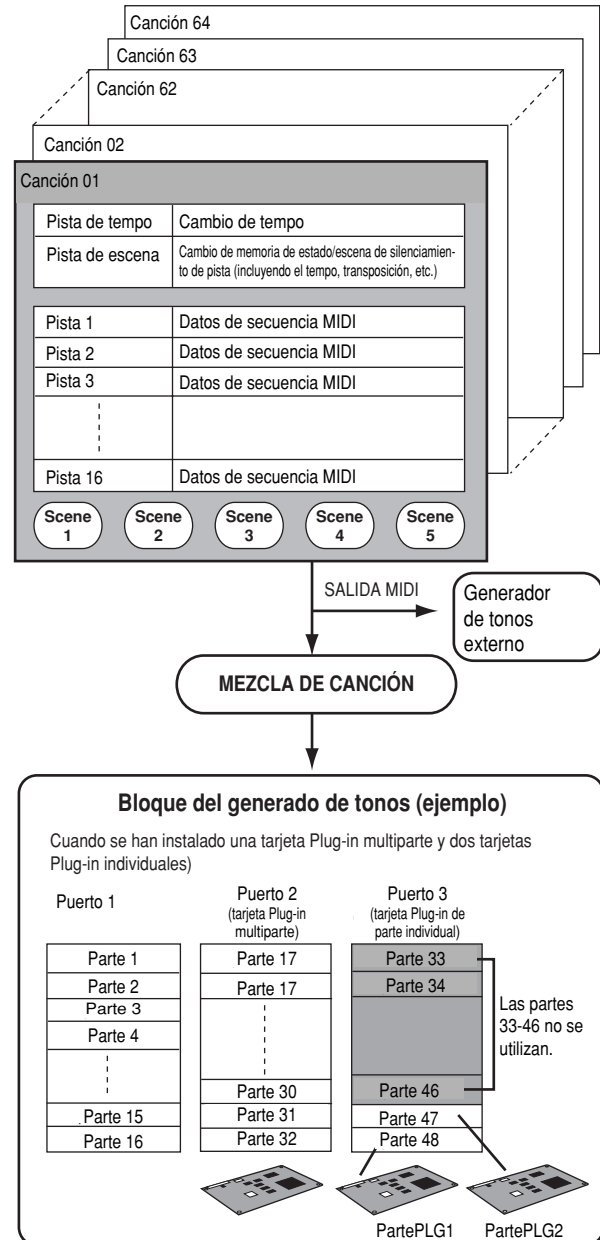 Canción 64
Canción 63
Canción 62
Canción 02
Canción 01
Pista de tempo Cambio de tempo
Pista de escena Cambio de memoria de estado/escena de silenciamien-
to de pista (incluyendo el tempo, transposición, etc.)
Pista 1 Datos de secuencia MIDI
Pista 2 Datos de secuencia MIDI
Pista 3 Datos de secuencia MIDI
Pista 16 Datos de secuencia MIDI
Scene
1
Scene
2
Scene
3
Scene
4
Scene
5
SALIDA MIDI
Generador
de tonos
externo
MEZCLA DE CANCIÓN
Bloque del generado de tonos (ejemplo)
Cuando se han instalado una tarjeta Plug-in multiparte y dos tarjetas
Plug-in individuales)
Puerto 1
Parte 1
Parte 2
Parte 3
Parte 4
Parte 15
Parte 16
Puerto 2
(tarjeta Plug-in
multiparte)
Parte 17
Parte 17
Parte 30
Parte 31
Parte 32
Puerto 3
(tarjeta Plug-in de
parte individual)
Parte 33
Parte 34
Parte 46
Parte 47
Parte 48
Las partes
33-46 no se
utilizan.
PartePLG1
PartePLG2